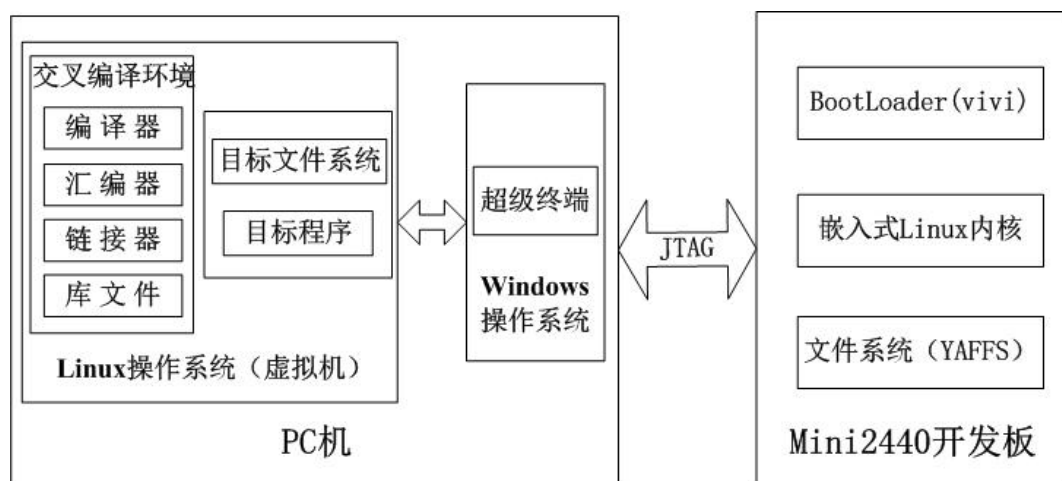 交叉编译环境
编译器
汇编器
链接器
库文件
目标文件系统
目标程序
Linux操作系统（虚拟机）
超级终端
Windows
操作系统
PC机
JTAG
BootLoader(vivi)
嵌入式Linux内核
文件系统（YAFFS）
Mini2440开发板